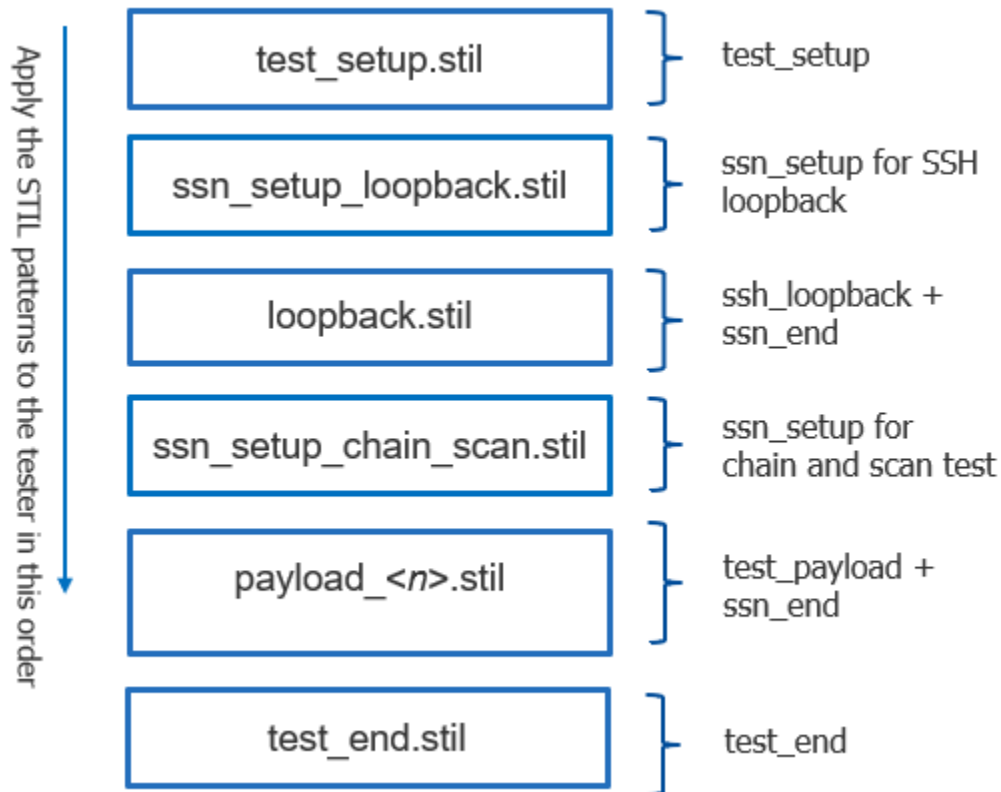 Apply the STIL patterns to the tester in this order
test_setup.stil
test_setup
ssn_setup_loopback.stil
ssn_setup for SSH
loopback
loopback.stil
ssh_loopback +
ssn_end
ssn_setup_chain_scan.stil
ssn_setup for
chain and scan test
payload_<n>.stil
test_payload +
ssn_end
test_end.stil
test_end